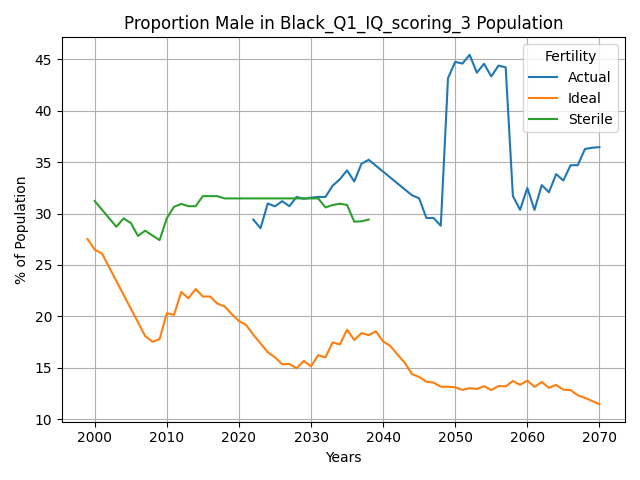 Proportion Male in Black_Q1_IQ_scoring_3 Population
Fertility
Actual
Ideal
Sterile
% of Population
45
40
35
30
25
20
15
10
2000 2010 2020 2030 2040 2050 2060 2070
Years